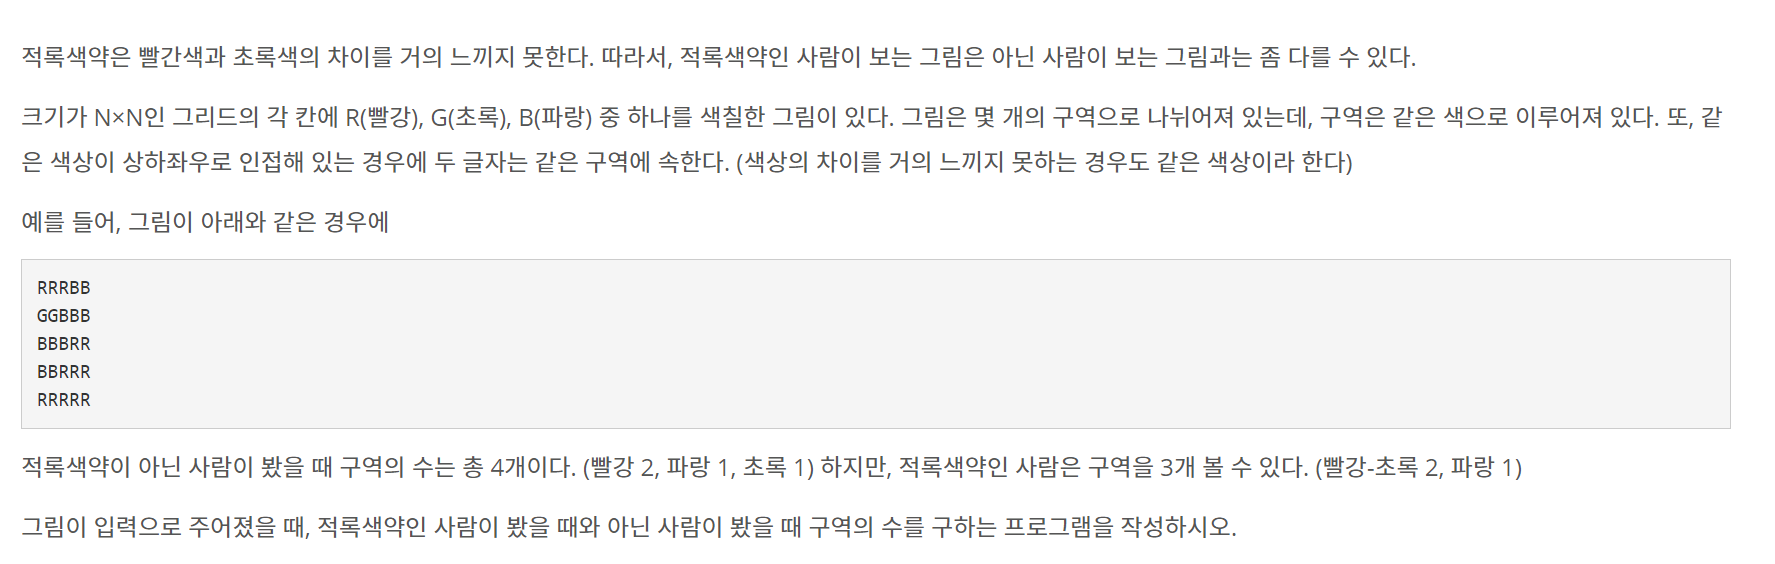 적록색약은 빨간색과 초록색의 차이를 거의 느끼지 못한다. 따라서, 적록색약인 사람이 보는 그림은 아닌 사람이 보는 그림과는 좀 다를 수 있다.
크기가 N×N인 그리드의 각 칸에 R(빨강), G(초록), B(파랑) 중 하나를 색칠한 그림이 있다. 그림은 몇 개의 구역으로 나뉘어져 있는데, 구역은 같은 색으로 이루어져 있다. 또, 같
은 색상이 상하좌우로 인접해 있는 경우에 두 글자는 같은 구역에 속한다. (색상의 차이를 거의 느끼지 못하는 경우도 같은 색상이라 한다)
예를 들어, 그림이 아래와 같은 경우에
RRRBB
GGBBB
BBBRR
BBRRR
RRRRR
적록색약이 아닌 사람이 봤을 때 구역의 수는 총 4개이다. (빨강 2, 파랑 1, 초록 1) 하지만, 적록색약인 사람은 구역을 3개 볼 수 있다. (빨강-초록 2, 파랑 1)
그림이 입력으로 주어졌을 때, 적록색약인 사람이 봤을 때와 아닌 사람이 봤을 때 구역의 수를 구하는 프로그램을 작성하시오.